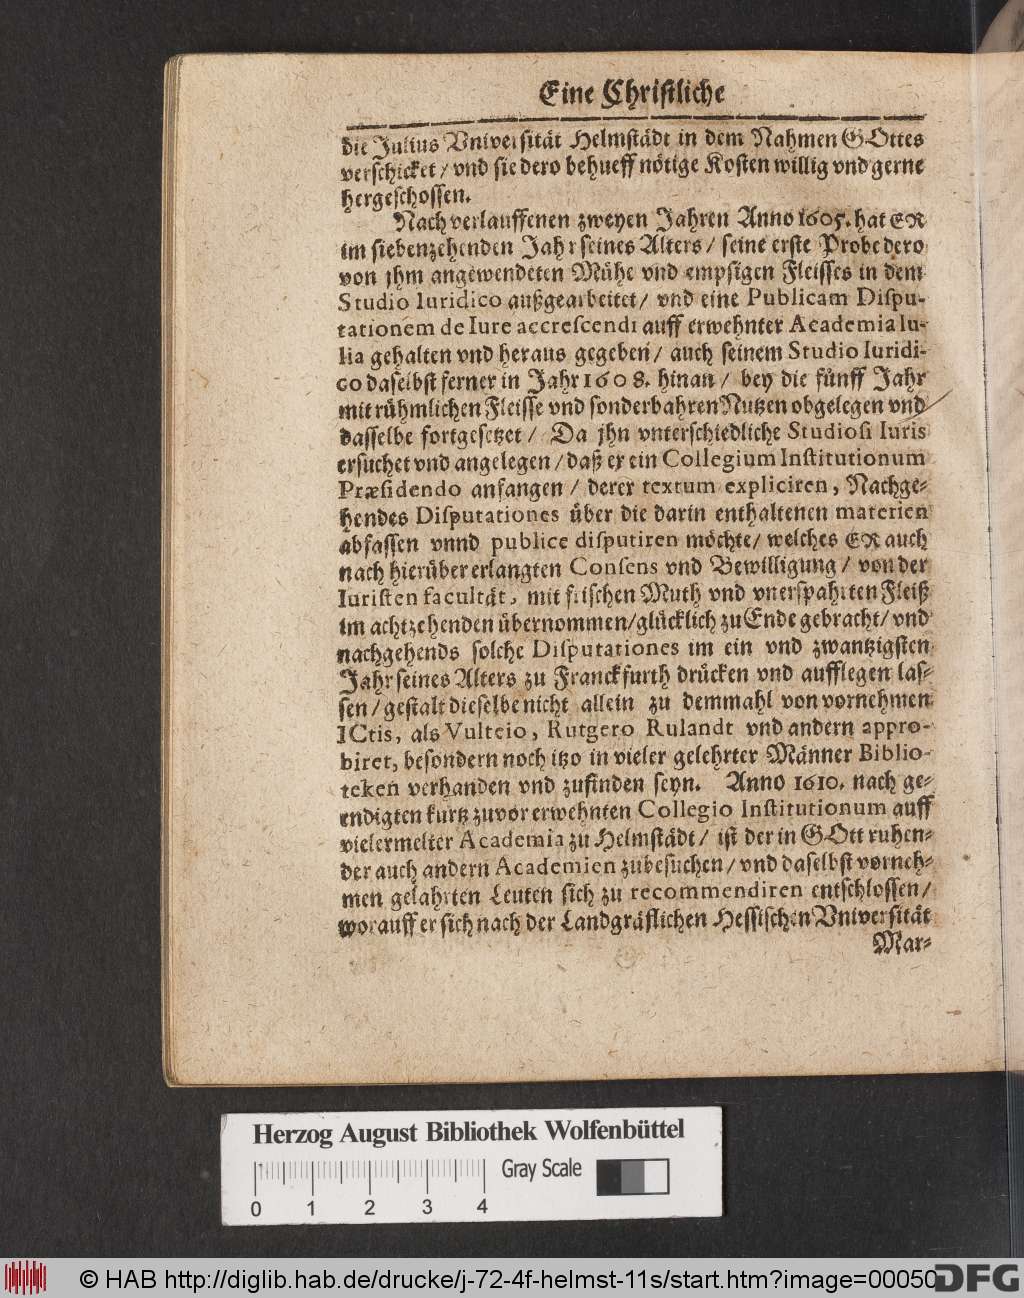 Eine Christliche
die Julius Vniversität Helmstädt in dem Nahmen GOttes
verschicket / vnd sie dero behueff nötige Kosten willig vnd gerne
hergeschossen.
Nach verlauffenen zweyen Jahren Anno 1605. hat ER
im siebenzehenden Jahr seines Alters / seine erste Probe dero
von jhm angewendeten Mühe vnd empsigen Fleisses in dem
Studio Iuridico außgearbeitet / vnd eine Publicam Dispu-
tationem de Iure accrescendi auff erwehnter Academia Iu-
lia gehalten vnd heraus gegeben / auch seinem Studio Iuridi-
co daselbst ferner in Jahr 1608. hinan / bey die fünff Jahr
mit rühmlichen Fleisse vnd sonderbahren Nutzen obgelegen vnd
dasselbe fortgesetzet / Da jhn vnterschiedliche Studiosi Iuris
ersuchet vnd angelegen / daß er ein Collegium Institutionum
Præsidendo anfangen / derer textum expliciren, Nachge-
hendes Disputationes über die darin enthaltenen materien
abfassen vnnd publice disputiren möchte / welches ER auch
nach hierüber erlangten Consens vnd Bewilligung / von der
Iuristen facultät, mit frischen Muth vnd vnerspahrten Fleiß
im achtzehenden übernommen / glücklich zu Ende gebracht / vnd
nachgehends solche Disputationes im ein vnd zwantzigsten
Jahr seines Alters zu Franckfurth drücken vnd aufflegen las-
sen / gestalt dieselbe nicht allein zu demmahl von vornehmen
ICtis, als Vulteio, Rutgero Rulandt vnd andern appro-
biret, besondern noch itzo in vieler gelehrter Männer Biblio-
teken verhanden vnd zufinden seyn. Anno 1610. nach ge-
endigten kurtz zuvor erwehnten Collegio Institutionum auff
vielermelter Academia zu Helmstädt / ist der in GOtt ruhen-
der auch andern Academien zubesuchen / vnd daselbst vorneh-
men gelahrten Leuten sich zu recommendiren entschlossen /
worauff er sich nach der Landgräflichen Hessischen Vniversität
Mar-
Herzog August Bibliothek Wolfenbüttel
Gray Scale
0 1 2 3 4
© HAB http://diglib.hab.de/drucke/j-72-4f-helmst-11s/start.htm?image=00050
DFG